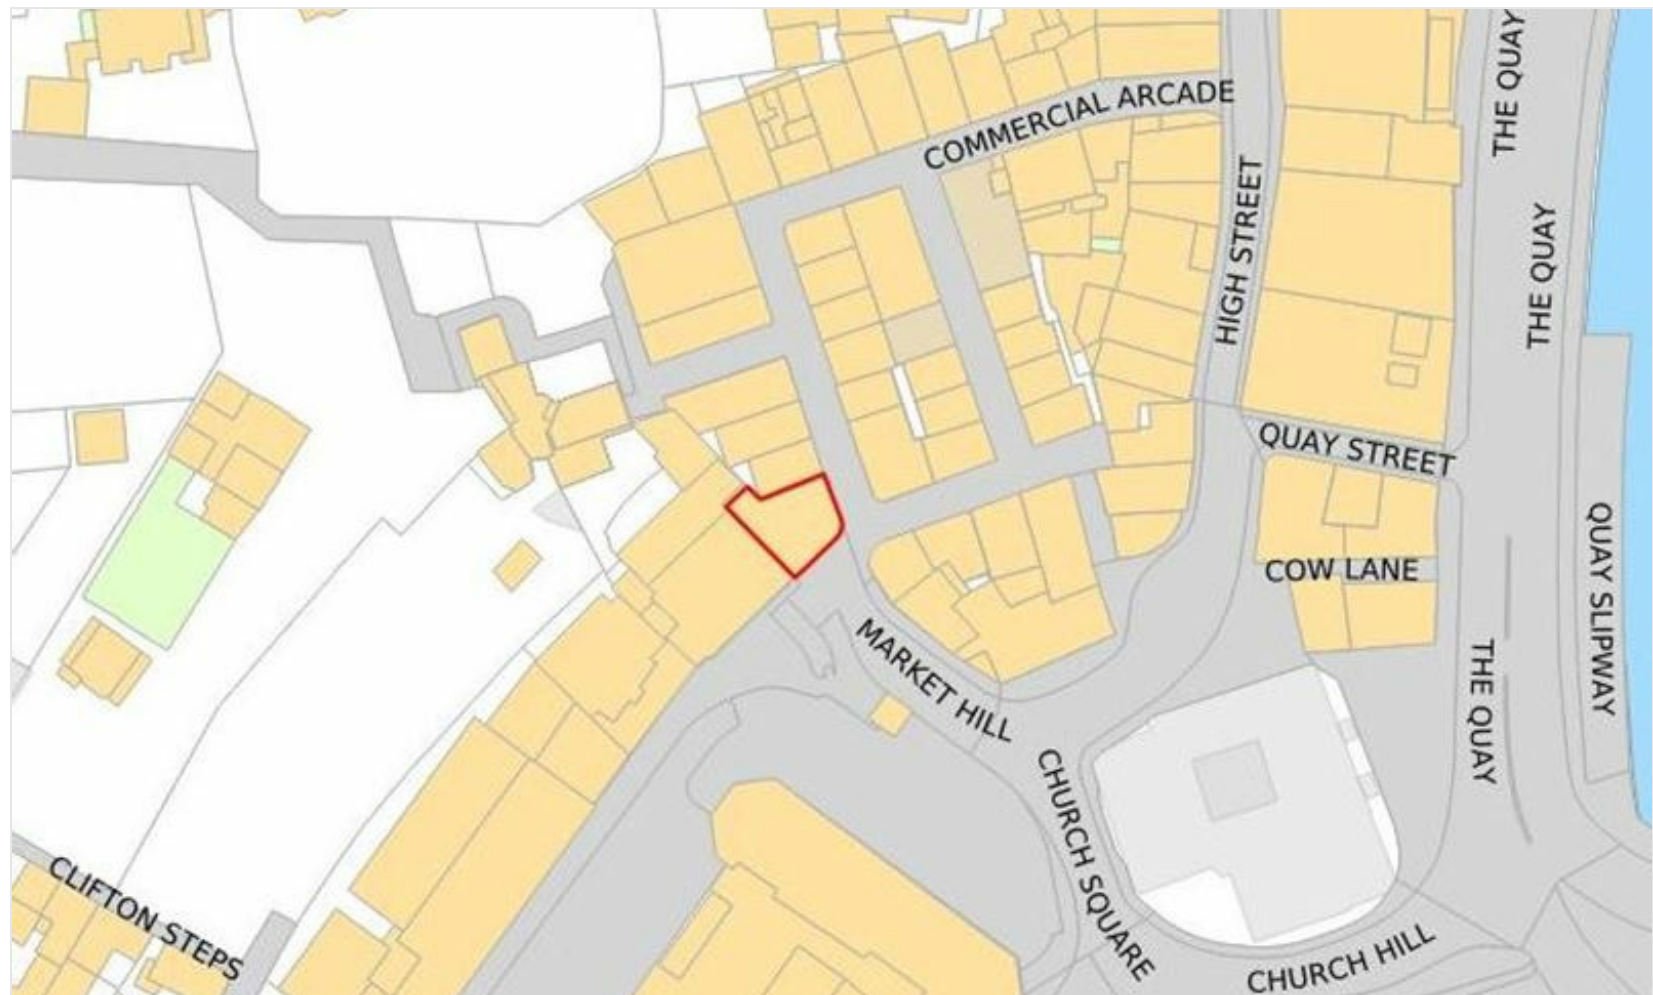 THE QUAY
COMMERCIAL ARCADE
HIGH STREET
THE QUAY
QUAY STREET
COW LANE
QUAY SLIPWAY
MARKET HILL
THE QUAY
CHURCH SQUARE
CLIFTON STEPS
CHURCH HILL